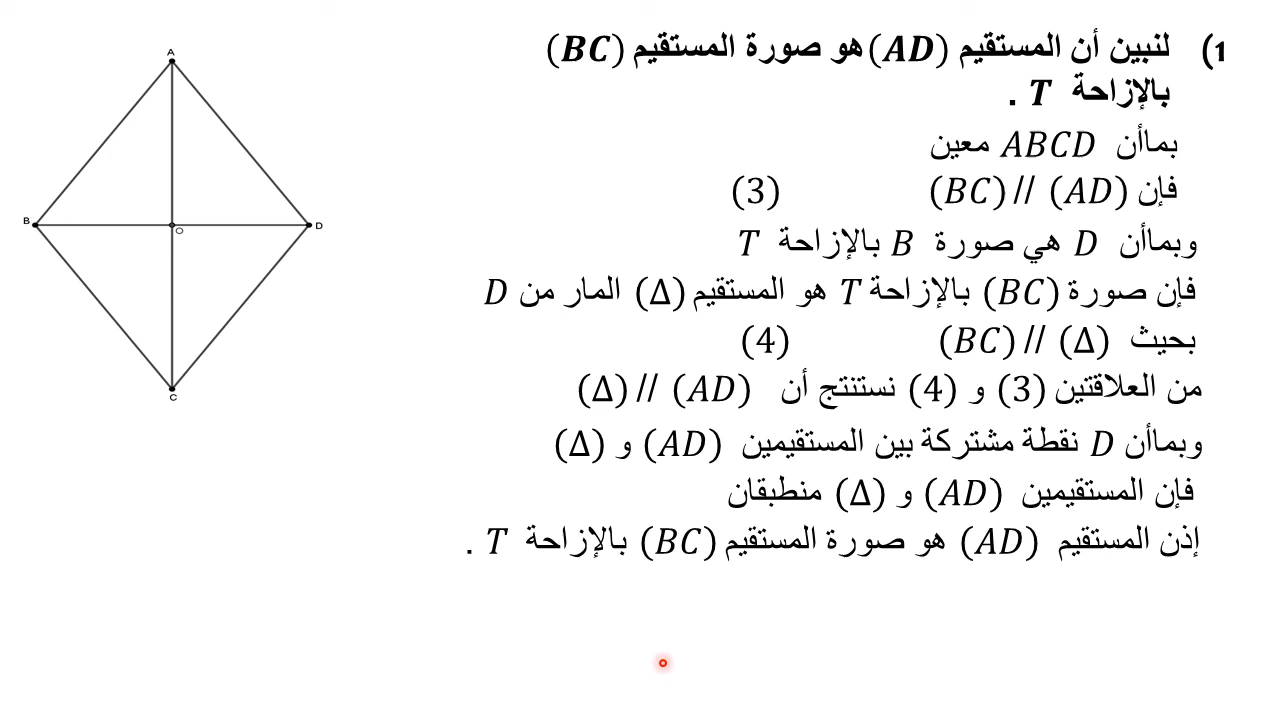 1) لنبين أن المستقيم (AD) هو صورة المستقيم (BC)
بالإزاحة T .
بماأن ABCD معين
فإن (BC) // (AD) (3)
وبماأن D هي صورة B بالإزاحة T
فإن صورة (BC) بالإزاحة T هو المستقيم (Δ) المار من D
بحيث (BC) // (Δ) (4)
من العلاقتين (3) و (4) نستنتج أن (Δ) // (AD)
وبماأن D نقطة مشتركة بين المستقيمين (AD) و (Δ)
فإن المستقيمين (AD) و (Δ) منطبقان
إذن المستقيم (AD) هو صورة المستقيم (BC) بالإزاحة T .
A
B
O
D
C